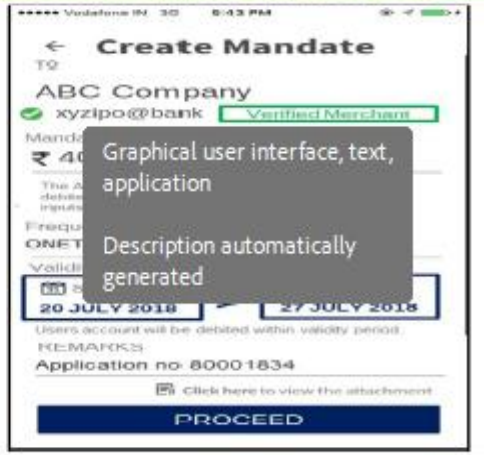 Vodafone IN 3G 6:43 PM
← Create Mandate
TO
ABC Company
xyzipo@bank Verified Merchant
Graphical user interface, text,
application
Description automatically
generated
20 JULY 2018 27 JULY 2018
Users account will be debited within validity period.
REMARKS
Application no 80001834
Click here to view the attachment
PROCEED